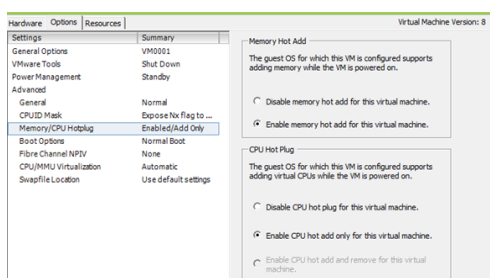 Hardware Options Resources Virtual Machine Version: 8
Settings Summary
General Options VM0001
VMware Tools Shut Down
Power Management Standby
Advanced
General Normal
CPUID Mask Expose Nx flag to ...
Memory/CPU Hotplug Enabled/Add Only
Boot Options Normal Boot
Fibre Channel NPIV None
CPU/MMU Virtualization Automatic
Swapfile Location Use default settings
Memory Hot Add
The guest OS for which this VM is configured supports
adding memory while the VM is powered on.
Disable memory hot add for this virtual machine.
Enable memory hot add for this virtual machine.
CPU Hot Plug
The guest OS for which this VM is configured supports
adding virtual CPUs while the VM is powered on.
Disable CPU hot plug for this virtual machine.
Enable CPU hot add only for this virtual machine.
Enable CPU hot add and remove for this virtual
machine.